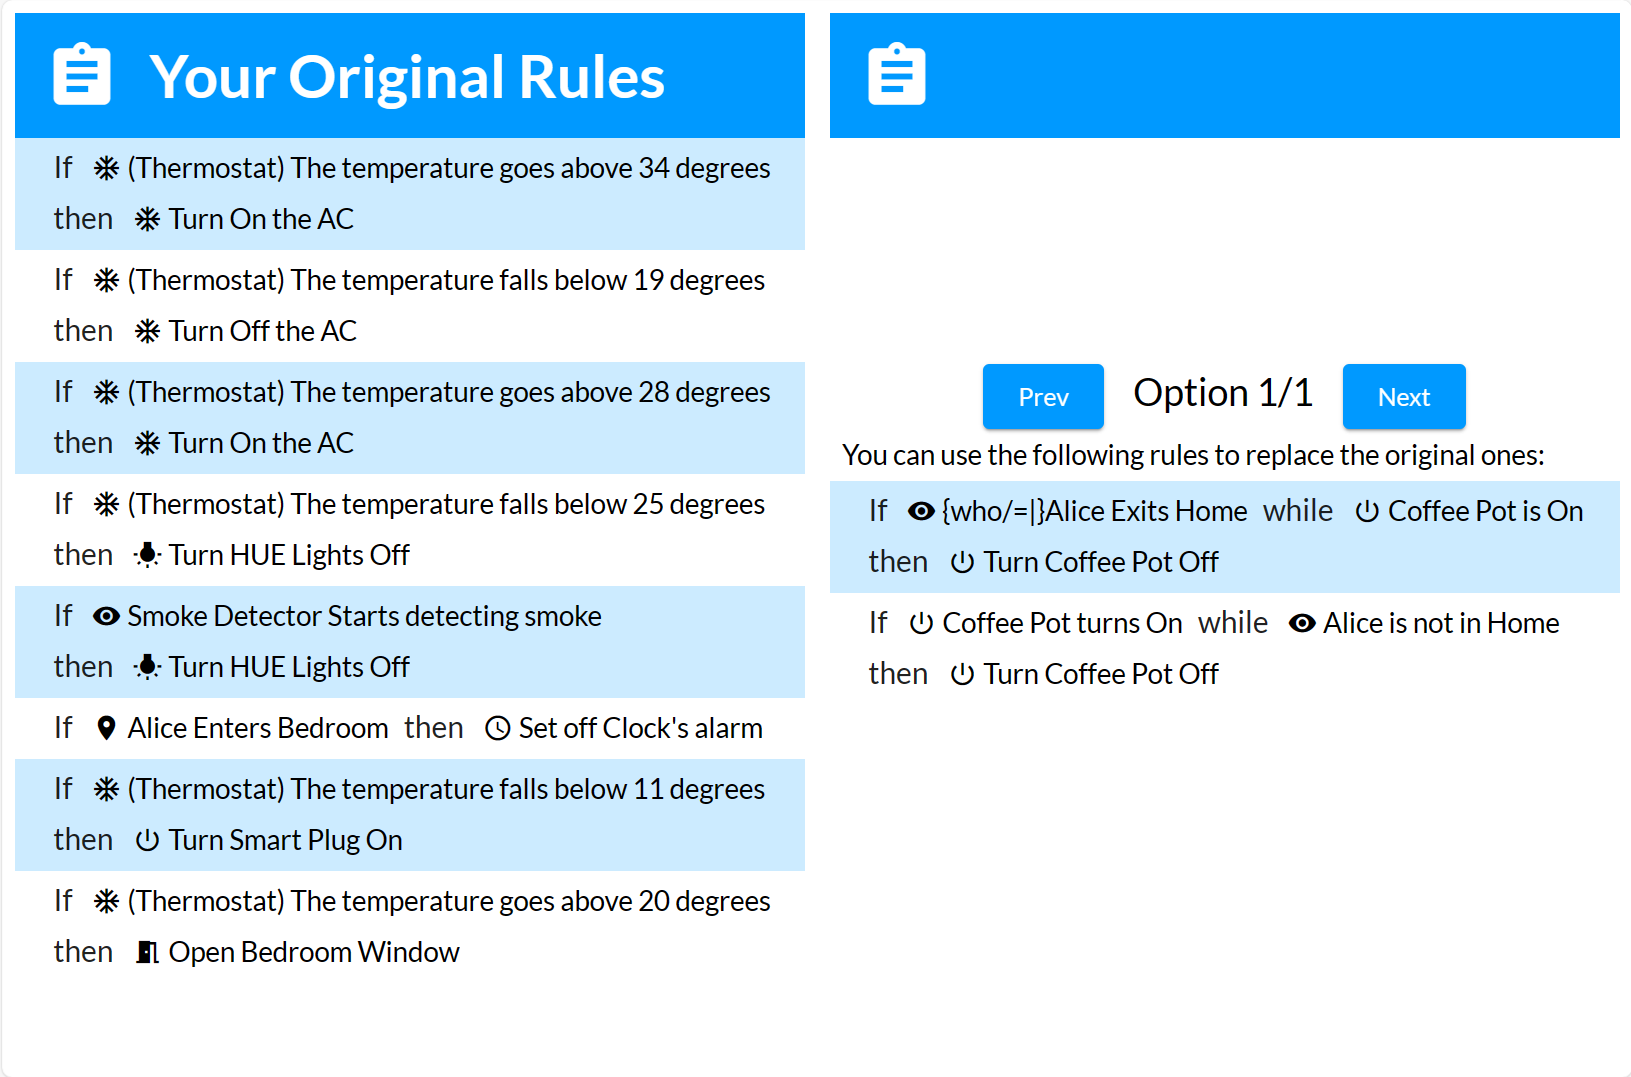 Your Original Rules
If (Thermostat) The temperature goes above 34 degrees
then Turn On the AC
If (Thermostat) The temperature falls below 19 degrees
then Turn Off the AC
If (Thermostat) The temperature goes above 28 degrees
then Turn On the AC
If (Thermostat) The temperature falls below 25 degrees
then Turn HUE Lights Off
If Smoke Detector Starts detecting smoke
then Turn HUE Lights Off
If Alice Enters Bedroom then Set off Clock's alarm
If (Thermostat) The temperature falls below 11 degrees
then Turn Smart Plug On
If (Thermostat) The temperature goes above 20 degrees
then Open Bedroom Window
Prev Option 1/1 Next
You can use the following rules to replace the original ones:
If {who/=|}Alice Exits Home while Coffee Pot is On
then Turn Coffee Pot Off
If Coffee Pot turns On while Alice is not in Home
then Turn Coffee Pot Off